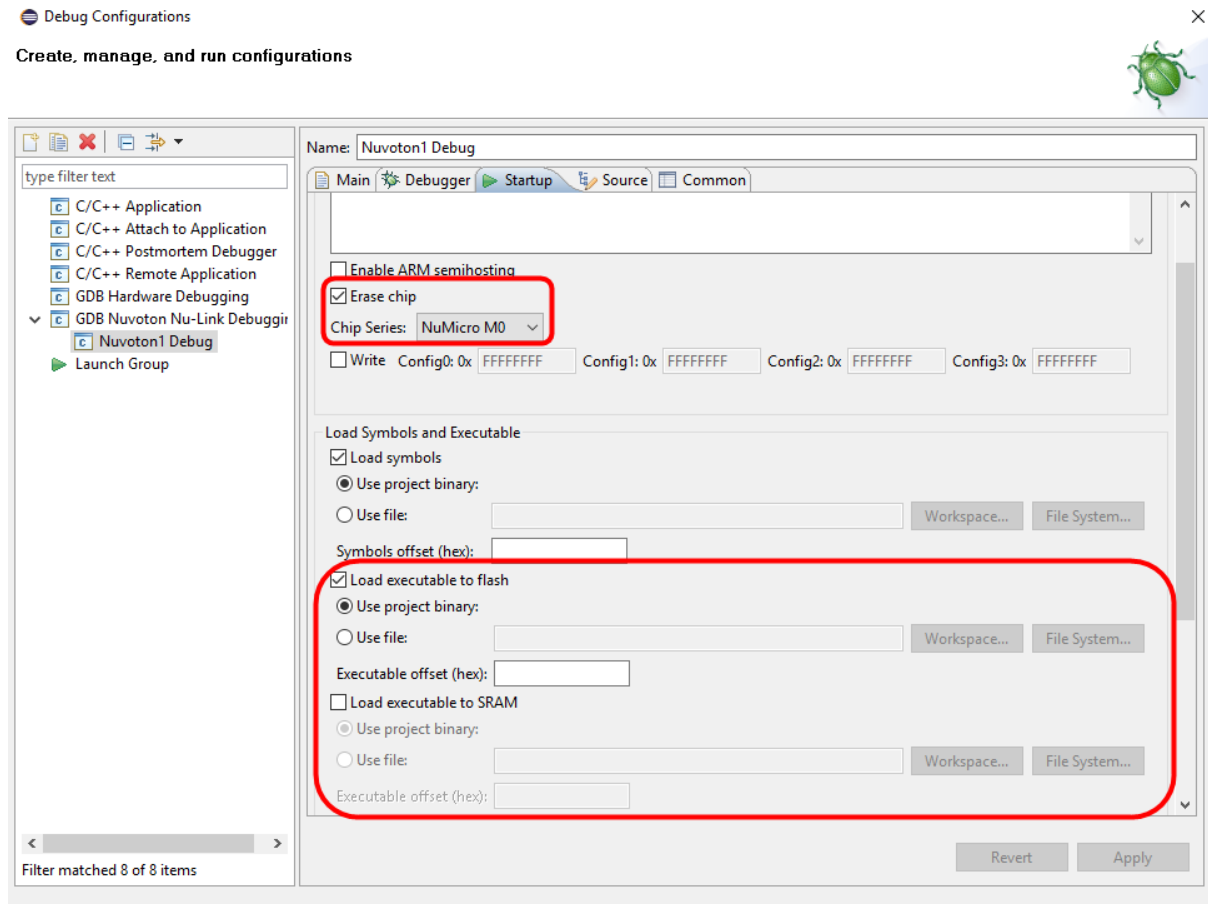 Debug Configurations
Create, manage, and run configurations
Name: Nuvoton1 Debug
type filter text
Main Debugger Startup Source Common
C/C++ Application
C/C++ Attach to Application
C/C++ Postmortem Debugger
C/C++ Remote Application
GDB Hardware Debugging
GDB Nuvoton Nu-Link Debuggin
Nuvoton1 Debug
Launch Group
Enable ARM semihosting
Erase chip
Chip Series: NuMicro M0
Write Config0: 0x FFFFFFFF Config1: 0x FFFFFFFF Config2: 0x FFFFFFFF Config3: 0x FFFFFFFF
Load Symbols and Executable
Load symbols
Use project binary:
Use file: Workspace... File System...
Symbols offset (hex):
Load executable to flash
Use project binary:
Use file: Workspace... File System...
Executable offset (hex):
Load executable to SRAM
Use project binary:
Use file: Workspace... File System...
Executable offset (hex):
Filter matched 8 of 8 items
Revert Apply